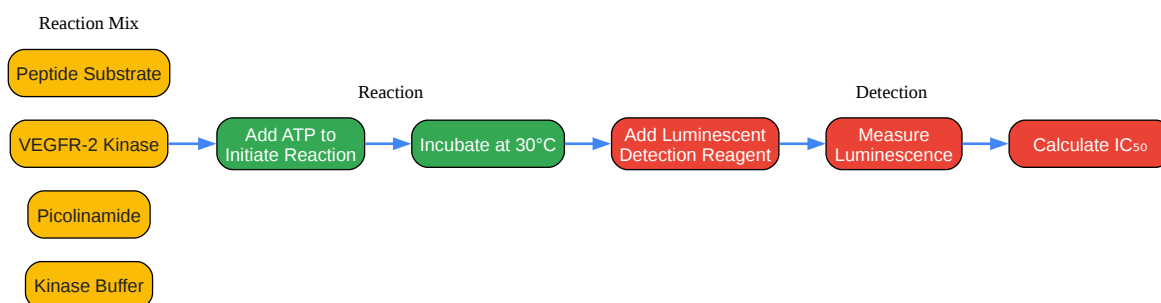 Reaction Mix
Peptide Substrate
VEGFR-2 Kinase
Picolinamide
Kinase Buffer
Reaction
Add ATP to
Initiate Reaction
Incubate at 30°C
Detection
Add Luminescent
Detection Reagent
Measure
Luminescence
Calculate IC₅₀